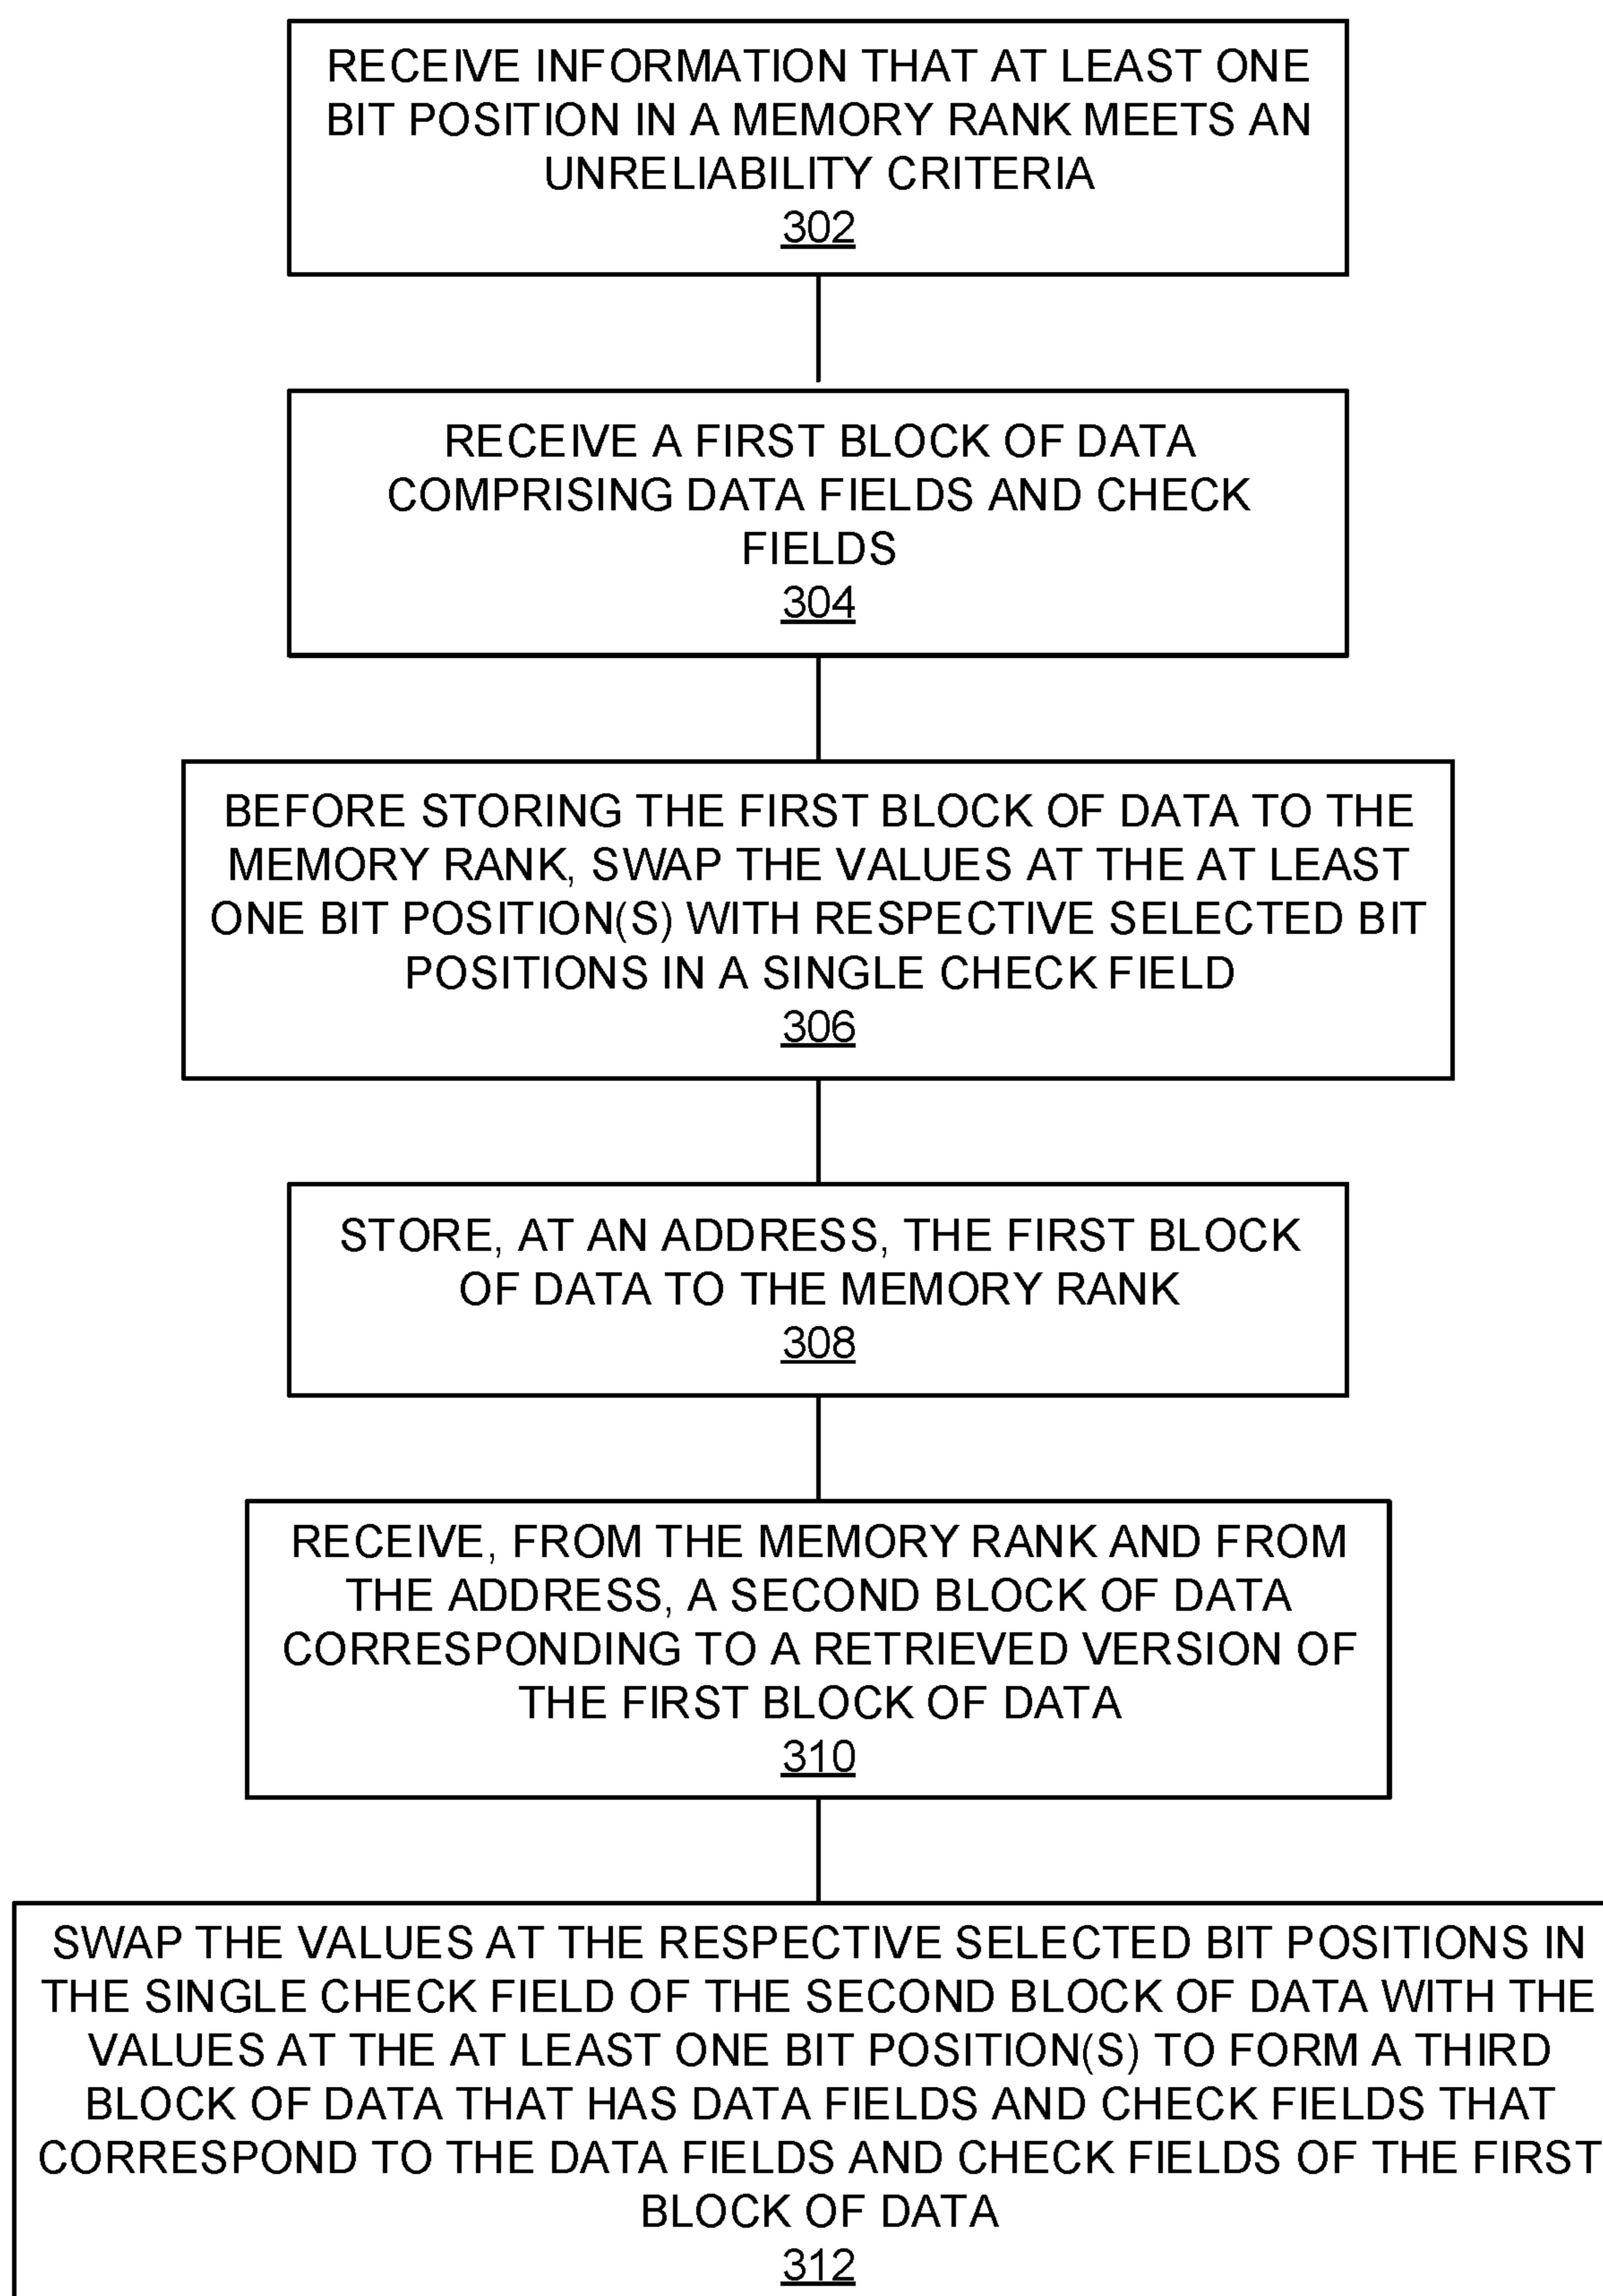 RECEIVE INFORMATION THAT AT LEAST ONE
BIT POSITION IN A MEMORY RANK MEETS AN
UNRELIABILITY CRITERIA
302
RECEIVE A FIRST BLOCK OF DATA
COMPRISING DATA FIELDS AND CHECK
FIELDS
304
BEFORE STORING THE FIRST BLOCK OF DATA TO THE
MEMORY RANK, SWAP THE VALUES AT THE AT LEAST
ONE BIT POSITION(S) WITH RESPECTIVE SELECTED BIT
POSITIONS IN A SINGLE CHECK FIELD
306
STORE, AT AN ADDRESS, THE FIRST BLOCK
OF DATA TO THE MEMORY RANK
308
RECEIVE, FROM THE MEMORY RANK AND FROM
THE ADDRESS, A SECOND BLOCK OF DATA
CORRESPONDING TO A RETRIEVED VERSION OF
THE FIRST BLOCK OF DATA
310
SWAP THE VALUES AT THE RESPECTIVE SELECTED BIT POSITIONS IN
THE SINGLE CHECK FIELD OF THE SECOND BLOCK OF DATA WITH THE
VALUES AT THE AT LEAST ONE BIT POSITION(S) TO FORM A THIRD
BLOCK OF DATA THAT HAS DATA FIELDS AND CHECK FIELDS THAT
CORRESPOND TO THE DATA FIELDS AND CHECK FIELDS OF THE FIRST
BLOCK OF DATA
312